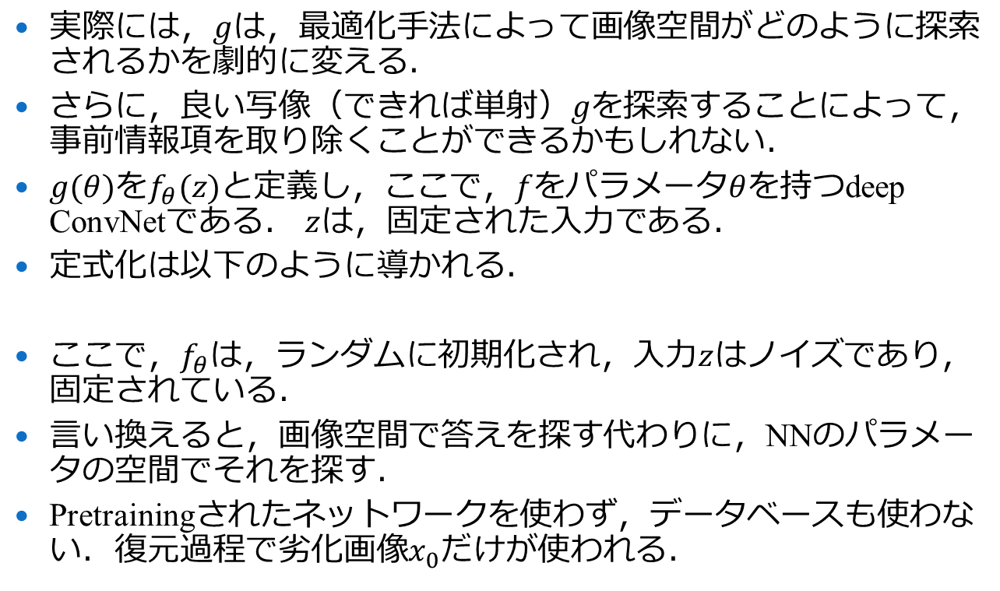 • 実際には，𝑔は，最適化手法によって画像空間がどのように探索
されるかを劇的に変える．
• さらに，良い写像（できれば単射）𝑔を探索することによって，
事前情報項を取り除くことができるかもしれない．
• 𝑔(𝜃)を𝑓𝜃(𝑧)と定義し，ここで，𝑓をパラメータ𝜃を持つdeep
ConvNetである． 𝑧は，固定された入力である．
• 定式化は以下のように導かれる．
• ここで，𝑓𝜃は，ランダムに初期化され，入力𝑧はノイズであり，
固定されている．
• 言い換えると，画像空間で答えを探す代わりに，NNのパラメー
タの空間でそれを探す．
• Pretrainingされたネットワークを使わず，データベースも使わな
い．復元過程で劣化画像𝑥₀だけが使われる．